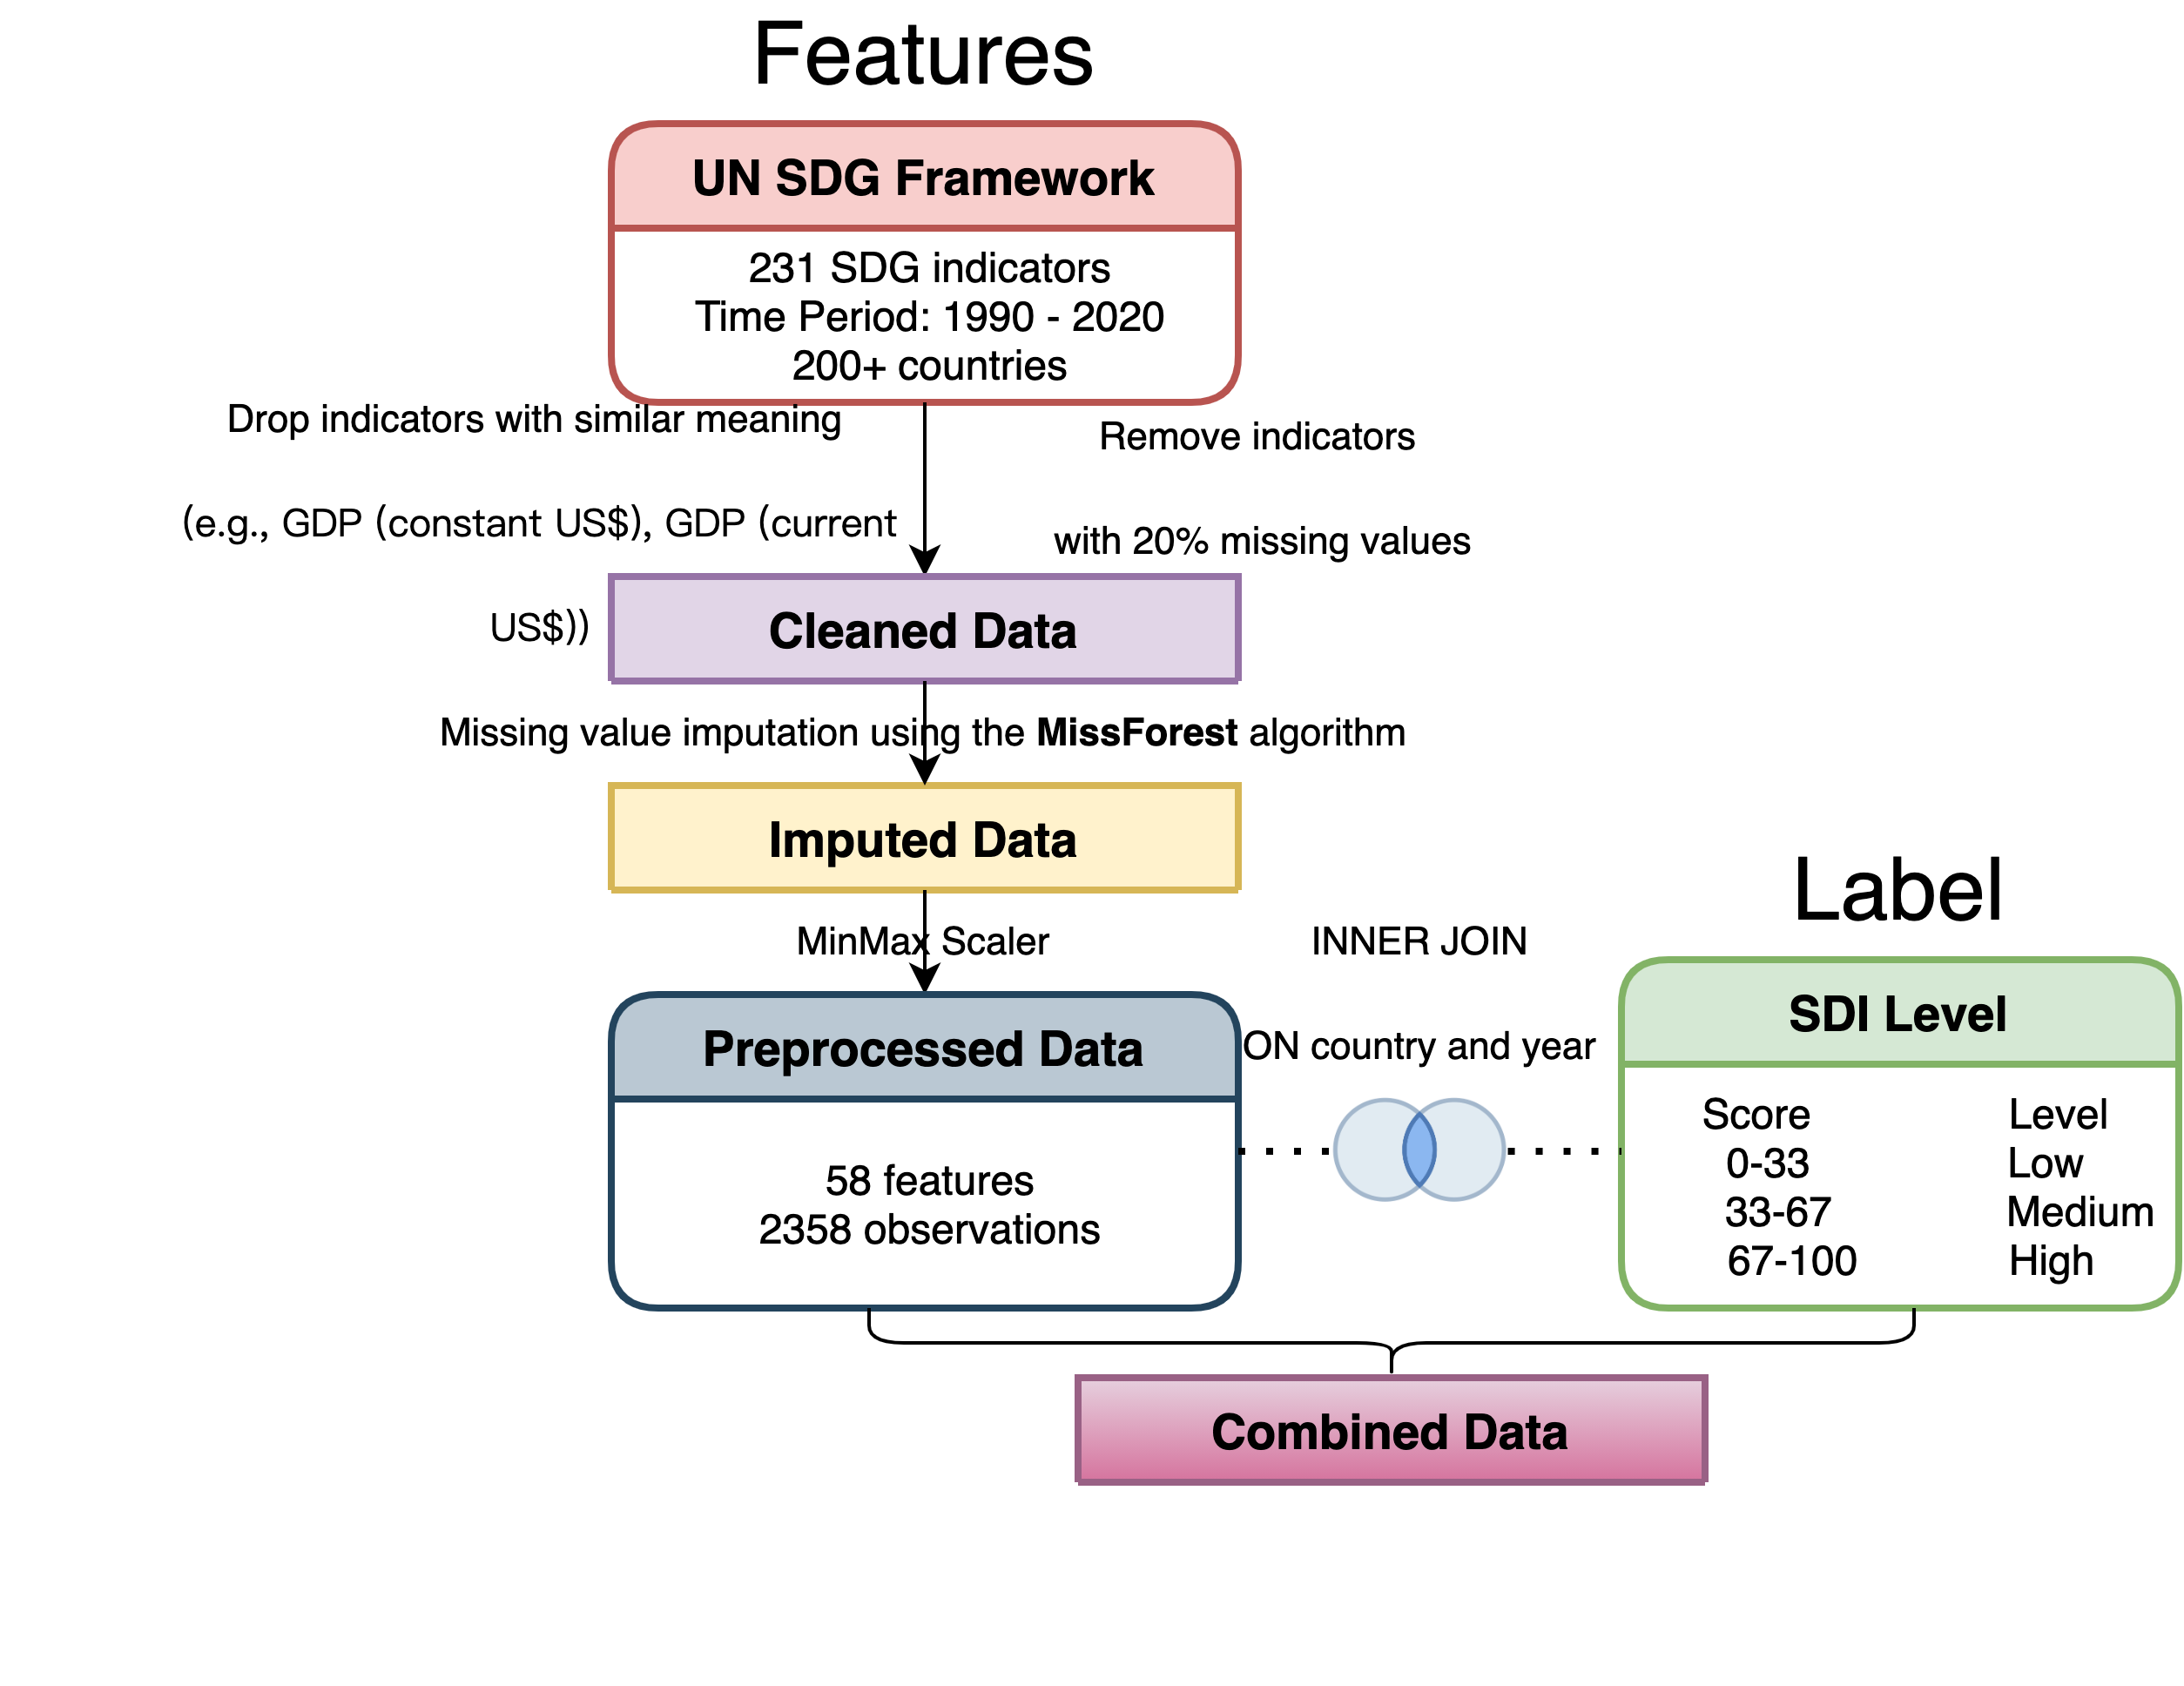 Features
UN SDG Framework
231 SDG indicators
Time Period: 1990 - 2020
200+ countries
Drop indicators with similar meaning
(e.g., GDP (constant US$), GDP (current
US$))
Remove indicators
with 20% missing values
Cleaned Data
Missing value imputation using the MissForest algorithm
Imputed Data
MinMax Scaler
Preprocessed Data
58 features
2358 observations
INNER JOIN
ON country and year
Label
SDI Level
Score Level
0-33 Low
33-67 Medium
67-100 High
Combined Data